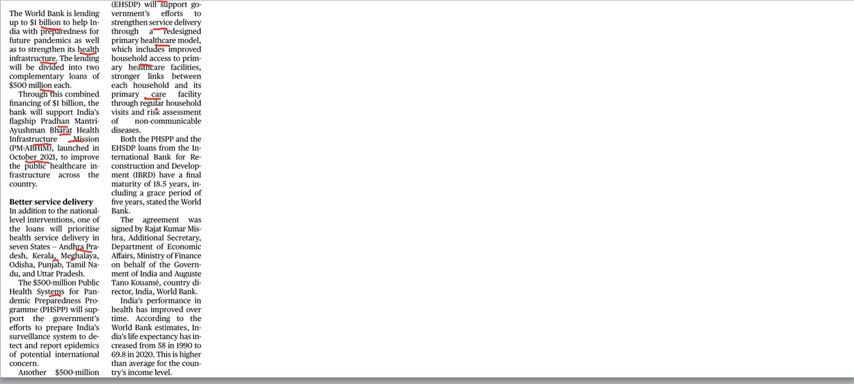 The World Bank is lending
up to $1 billion to help In-
dia with preparedness for
future pandemics as well
as to strengthen its health
infrastructure. The lending
will be divided into two
complementary loans of
$500 million each.
Through this combined
financing of $1 billion, the
bank will support India's
flagship Pradhan Mantri-
Ayushman Bharat Health
Infrastructure Mission
(PM-ABHIM), launched in
October 2021, to improve
the public healthcare in-
frastructure across the
country.
Better service delivery
In addition to the national-
level interventions, one of
the loans will prioritise
health service delivery in
seven States – Andhra Pra-
desh, Kerala, Meghalaya,
Odisha, Punjab, Tamil Na-
du, and Uttar Pradesh.
The $500-million Public
Health Systems for Pan-
demic Preparedness Pro-
gramme (PHSPP) will sup-
port the government's
efforts to prepare India's
surveillance system to de-
tect and report epidemics
of potential international
concern.
Another $500-million
(EHSDP) will support go-
vernment's efforts to
strengthen service delivery
through a redesigned
primary healthcare model,
which includes improved
household access to prim-
ary healthcare facilities,
stronger links between
each household and its
primary care facility
through regular household
visits and risk assessment
of non-communicable
diseases.
Both the PHSPP and the
EHSDP loans from the In-
ternational Bank for Re-
construction and Develop-
ment (IBRD) have a final
maturity of 18.5 years, in-
cluding a grace period of
five years, stated the World
Bank.
The agreement was
signed by Rajat Kumar Mis-
hra, Additional Secretary,
Department of Economic
Affairs, Ministry of Finance
on behalf of the Govern-
ment of India and Auguste
Tano Kouamé, country di-
rector, India, World Bank.
India's performance in
health has improved over
time. According to the
World Bank estimates, In-
dia's life expectancy has in-
creased from 58 in 1990 to
69.8 in 2020. This is higher
than average for the coun-
try's income level.